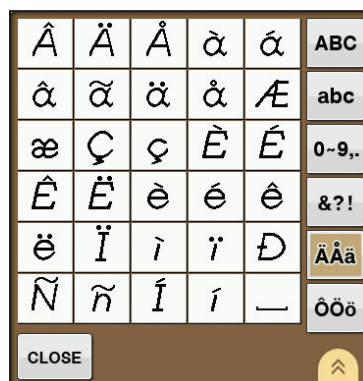 Â Ä Å à á ABC
â ã ä å Æ abc
æ Ç ç È É 0~9,.
Ê Ë è é ê &?!
ë Ï ì ï Ð ÄÅä
Ñ ñ Í í ÔÖö
CLOSE